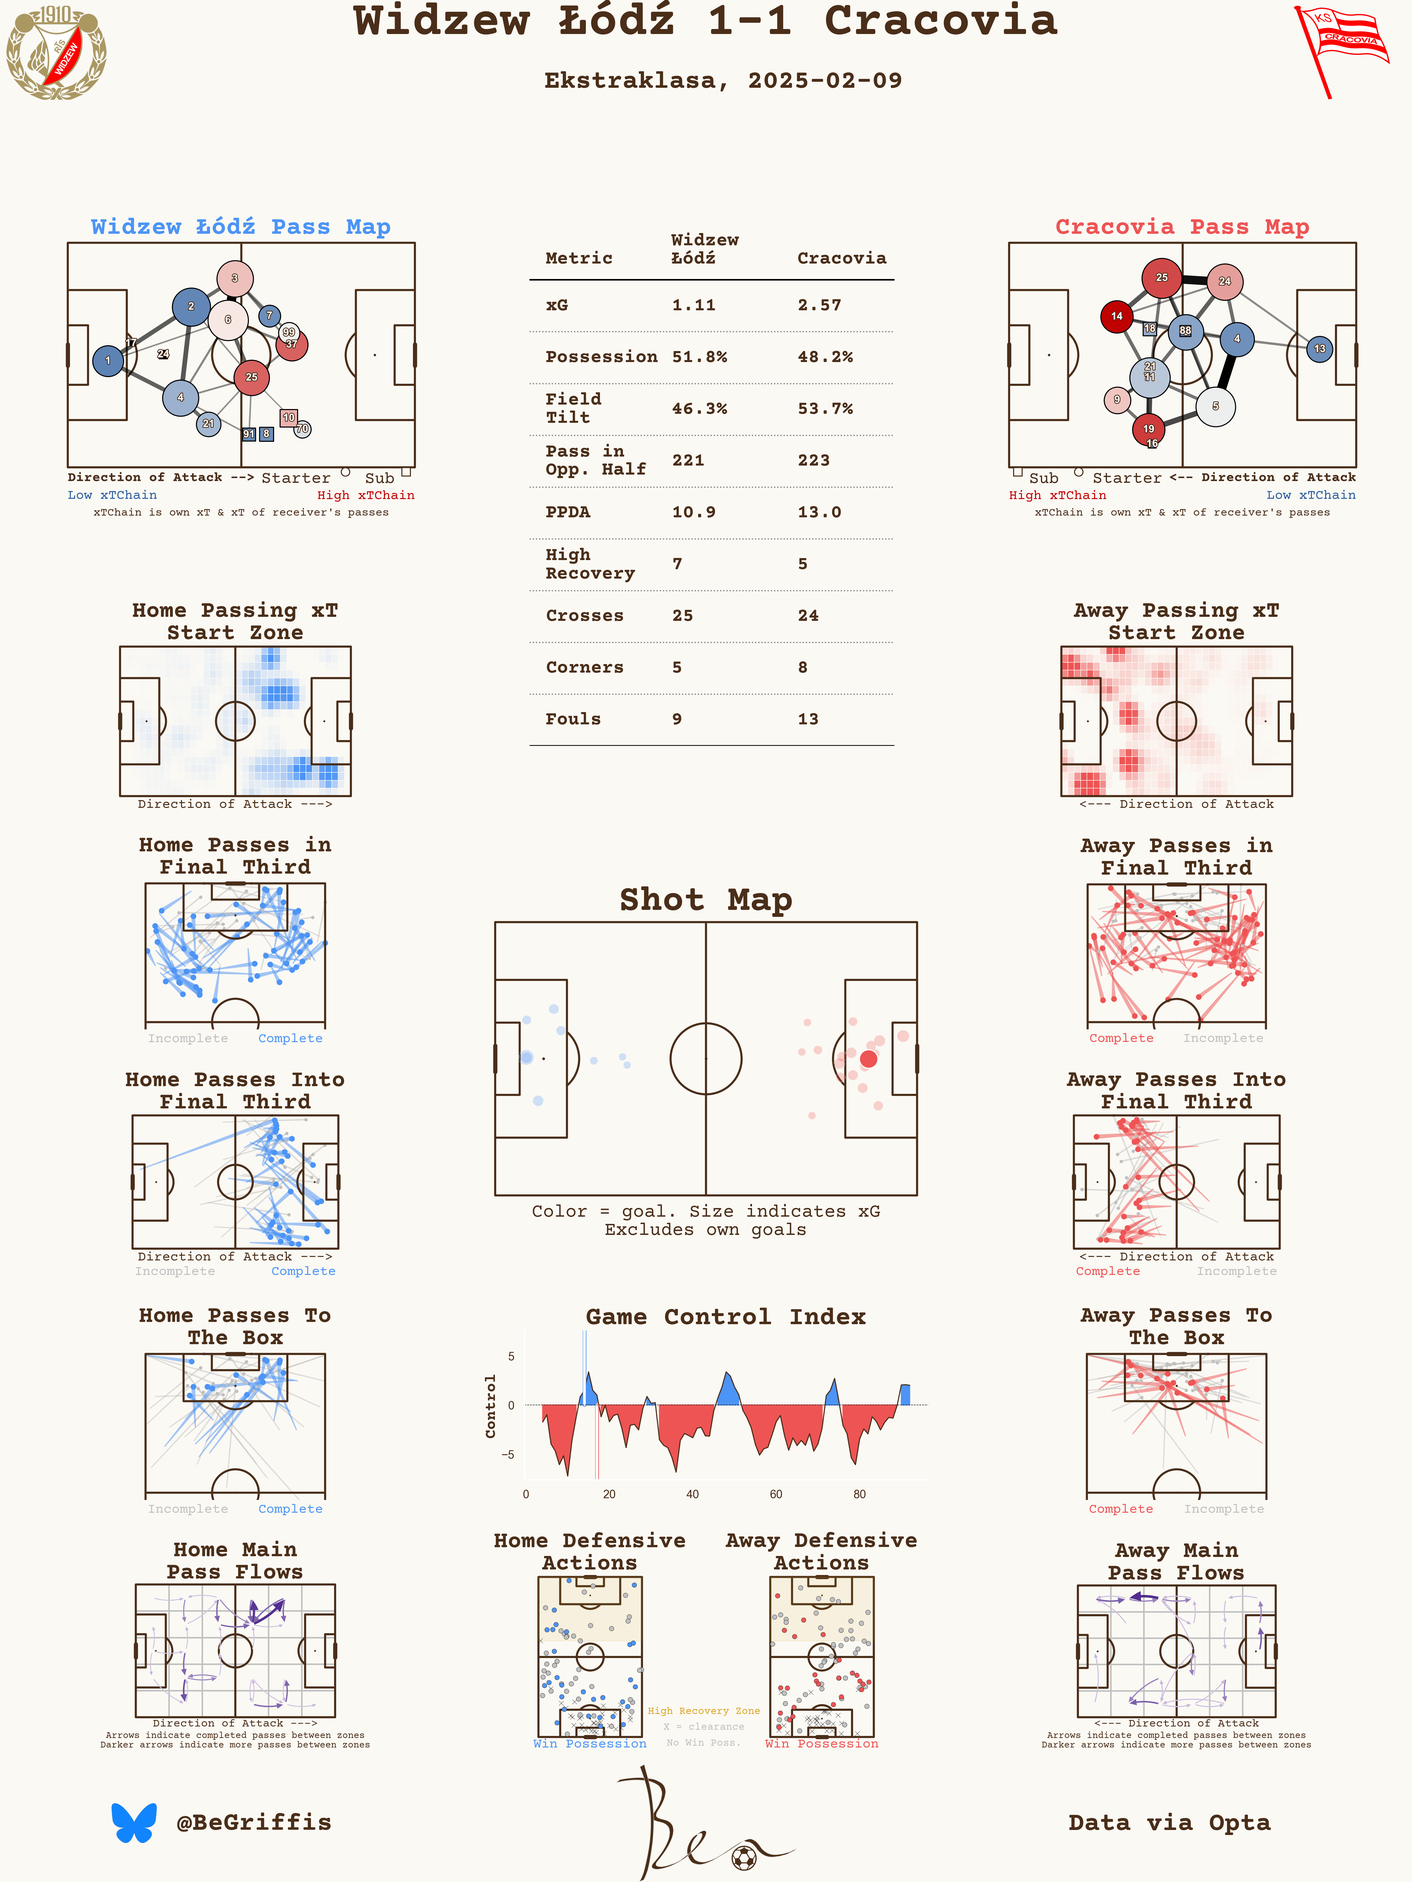 Widzew Łódź 1-1 Cracovia
Ekstraklasa, 2025-02-09
1910
RTS
WIDZEW
KS
CRACOVIA
Widzew Łódź Pass Map
3
2
7
6
99
37
17
24
1
25
4
10
21
91
8
70
Direction of Attack --> Starter Sub
Low xTChain High xTChain
xTChain is own xT & xT of receiver's passes
Metric Widzew Łódź Cracovia
xG 1.11 2.57
Possession 51.8% 48.2%
Field Tilt 46.3% 53.7%
Pass in Opp. Half 221 223
PPDA 10.9 13.0
High Recovery 7 5
Crosses 25 24
Corners 5 8
Fouls 9 13
Cracovia Pass Map
25
24
14
18
88
4
13
21
11
9
5
19
16
Sub Starter <-- Direction of Attack
High xTChain Low xTChain
xTChain is own xT & xT of receiver's passes
Home Passing xT
Start Zone
Direction of Attack --->
Away Passing xT
Start Zone
<--- Direction of Attack
Home Passes in
Final Third
Incomplete Complete
Away Passes in
Final Third
Complete Incomplete
Shot Map
Color = goal. Size indicates xG
Excludes own goals
Home Passes Into
Final Third
Direction of Attack --->
Incomplete Complete
Away Passes Into
Final Third
<--- Direction of Attack
Complete Incomplete
Home Passes To
The Box
Incomplete Complete
Game Control Index
Control
5
0
−5
0 20 40 60 80
Away Passes To
The Box
Complete Incomplete
Home Main
Pass Flows
Direction of Attack --->
Arrows indicate completed passes between zones
Darker arrows indicate more passes between zones
Home Defensive
Actions
Win Possession
Away Defensive
Actions
Win Possession
High Recovery Zone
X = clearance
No Win Poss.
Away Main
Pass Flows
<--- Direction of Attack
Arrows indicate completed passes between zones
Darker arrows indicate more passes between zones
@BeGriffis
Ben
Data via Opta